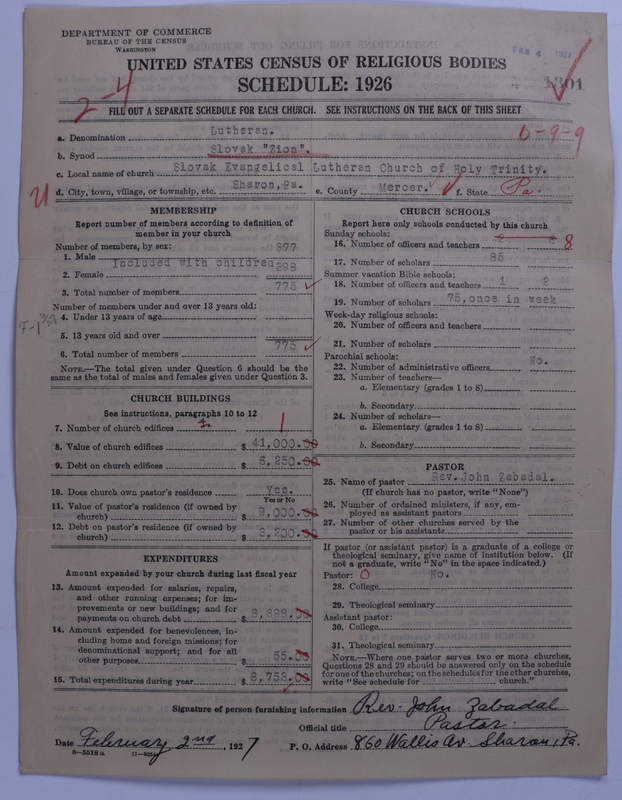 DEPARTMENT OF COMMERCE
BUREAU OF THE CENSUS
WASHINGTON
UNITED STATES CENSUS OF RELIGIOUS BODIES
SCHEDULE: 1926
1301
2-4
FILL OUT A SEPARATE SCHEDULE FOR EACH CHURCH. SEE INSTRUCTIONS ON THE BACK OF THIS SHEET
0-9-9
a. Denomination Lutheran.
b. Synod Slovak "Zion".
c. Local name of church Slovak Evangelical Lutheran Church of Holy Trinity.
d. City, town, village, or township, etc. Sharon, Pa. e. County Mercer. f. State Pa.
MEMBERSHIP
Report number of members according to definition of
member in your church
Number of members, by sex:
1. Male 377
Included with children
2. Female 398
3. Total number of members 775
Number of members under and over 13 years old:
4. Under 13 years of age
5. 13 years old and over
6. Total number of members 775
NOTE.—The total given under Question 6 should be
same as the total of males and females given under Question 3.
CHURCH BUILDINGS
See instructions, paragraphs 10 to 12
7. Number of church edifices 1. 1
8. Value of church edifices $ 41,000.00
9. Debt on church edifices $ 6,250.00
10. Does church own pastor's residence Yes.
Yes or No
11. Value of pastor's residence (if owned by
church) $ 9,000.00
12. Debt on pastor's residence (if owned by
church) $ 3,200.00
EXPENDITURES
Amount expended by your church during last fiscal year
13. Amount expended for salaries, repairs,
and other running expenses; for im-
provements or new buildings; and for
payments on church debt $
14. Amount expended for benevolences, in-
cluding home and foreign missions; for
denominational support; and for all
other purposes $ 55.00
15. Total expenditures during year $ 8,753.00
CHURCH SCHOOLS
Report here only schools conducted by this church
Sunday schools:
16. Number of officers and teachers 8
17. Number of scholars 85
Summer vacation Bible schools:
18. Number of officers and teachers 1 2
19. Number of scholars 75, once in week
Week-day religious schools:
20. Number of officers and teachers
21. Number of scholars
Parochial schools:
22. Number of administrative officers No.
23. Number of teachers—
a. Elementary (grades 1 to 8)
b. Secondary
24. Number of scholars—
a. Elementary (grades 1 to 8)
b. Secondary
PASTOR
25. Name of pastor Rev. John Zabadal.
(If church has no pastor, write "None")
26. Number of ordained ministers, if any, em-
ployed as assistant pastors
27. Number of other churches served by the
pastor or his assistants
If pastor (or assistant pastor) is a graduate of a college or
theological seminary, give name of institution below. (If
not a graduate, write "No" in the space indicated.)
Pastor: 0 No.
28. College
29. Theological seminary
Assistant pastor:
30. College
31. Theological seminary
NOTE.—Where one pastor serves two or more churches,
Questions 28 and 29 should be answered only on the schedule
for one of the churches; on the schedules for the other churches,
write "See schedule for church."
Signature of person furnishing information Rev. John Zabadal
Official title Pastor.
Date February 2nd, 1927 P. O. Address 860 Wallis Av. Sharon, Pa.
8-5518a